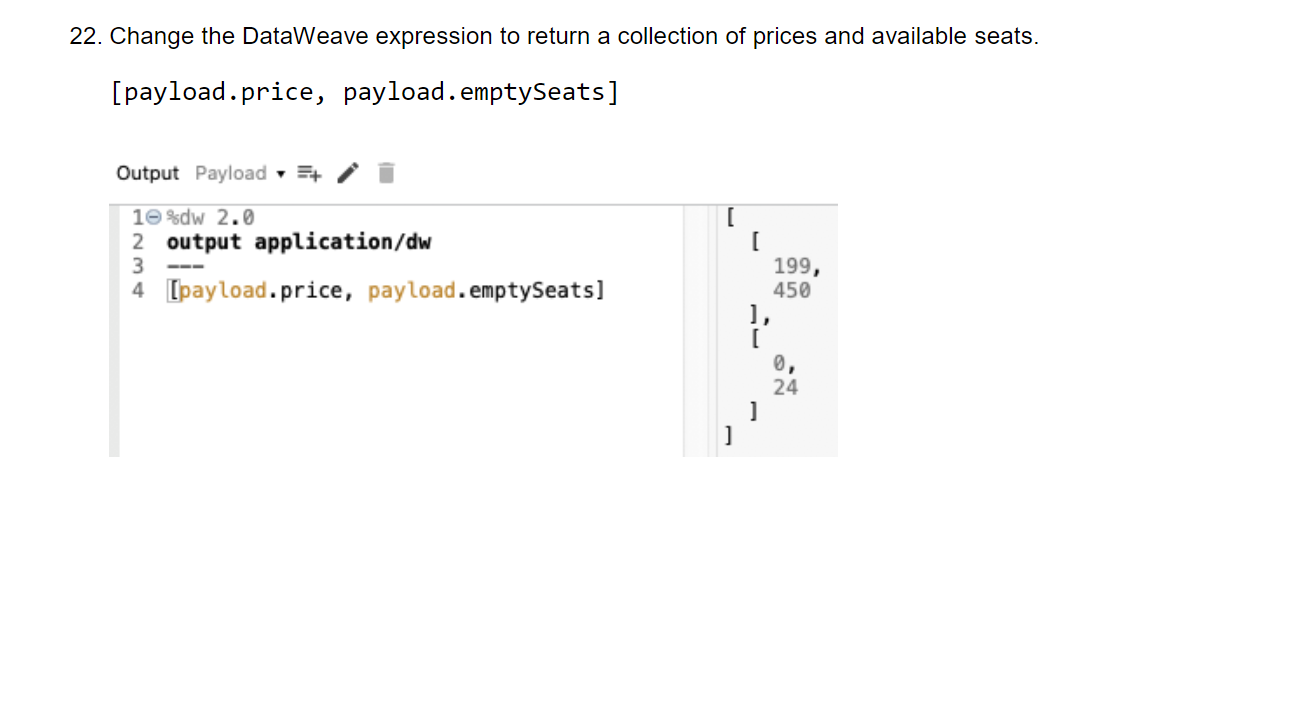 22. Change the DataWeave expression to return a collection of prices and available seats.
[payload.price, payload.emptySeats]
Output Payload
1 %dw 2.0
2 output application/dw
3 ---
4 [payload.price, payload.emptySeats]
[
[
199,
450
],
[
0,
24
]
]